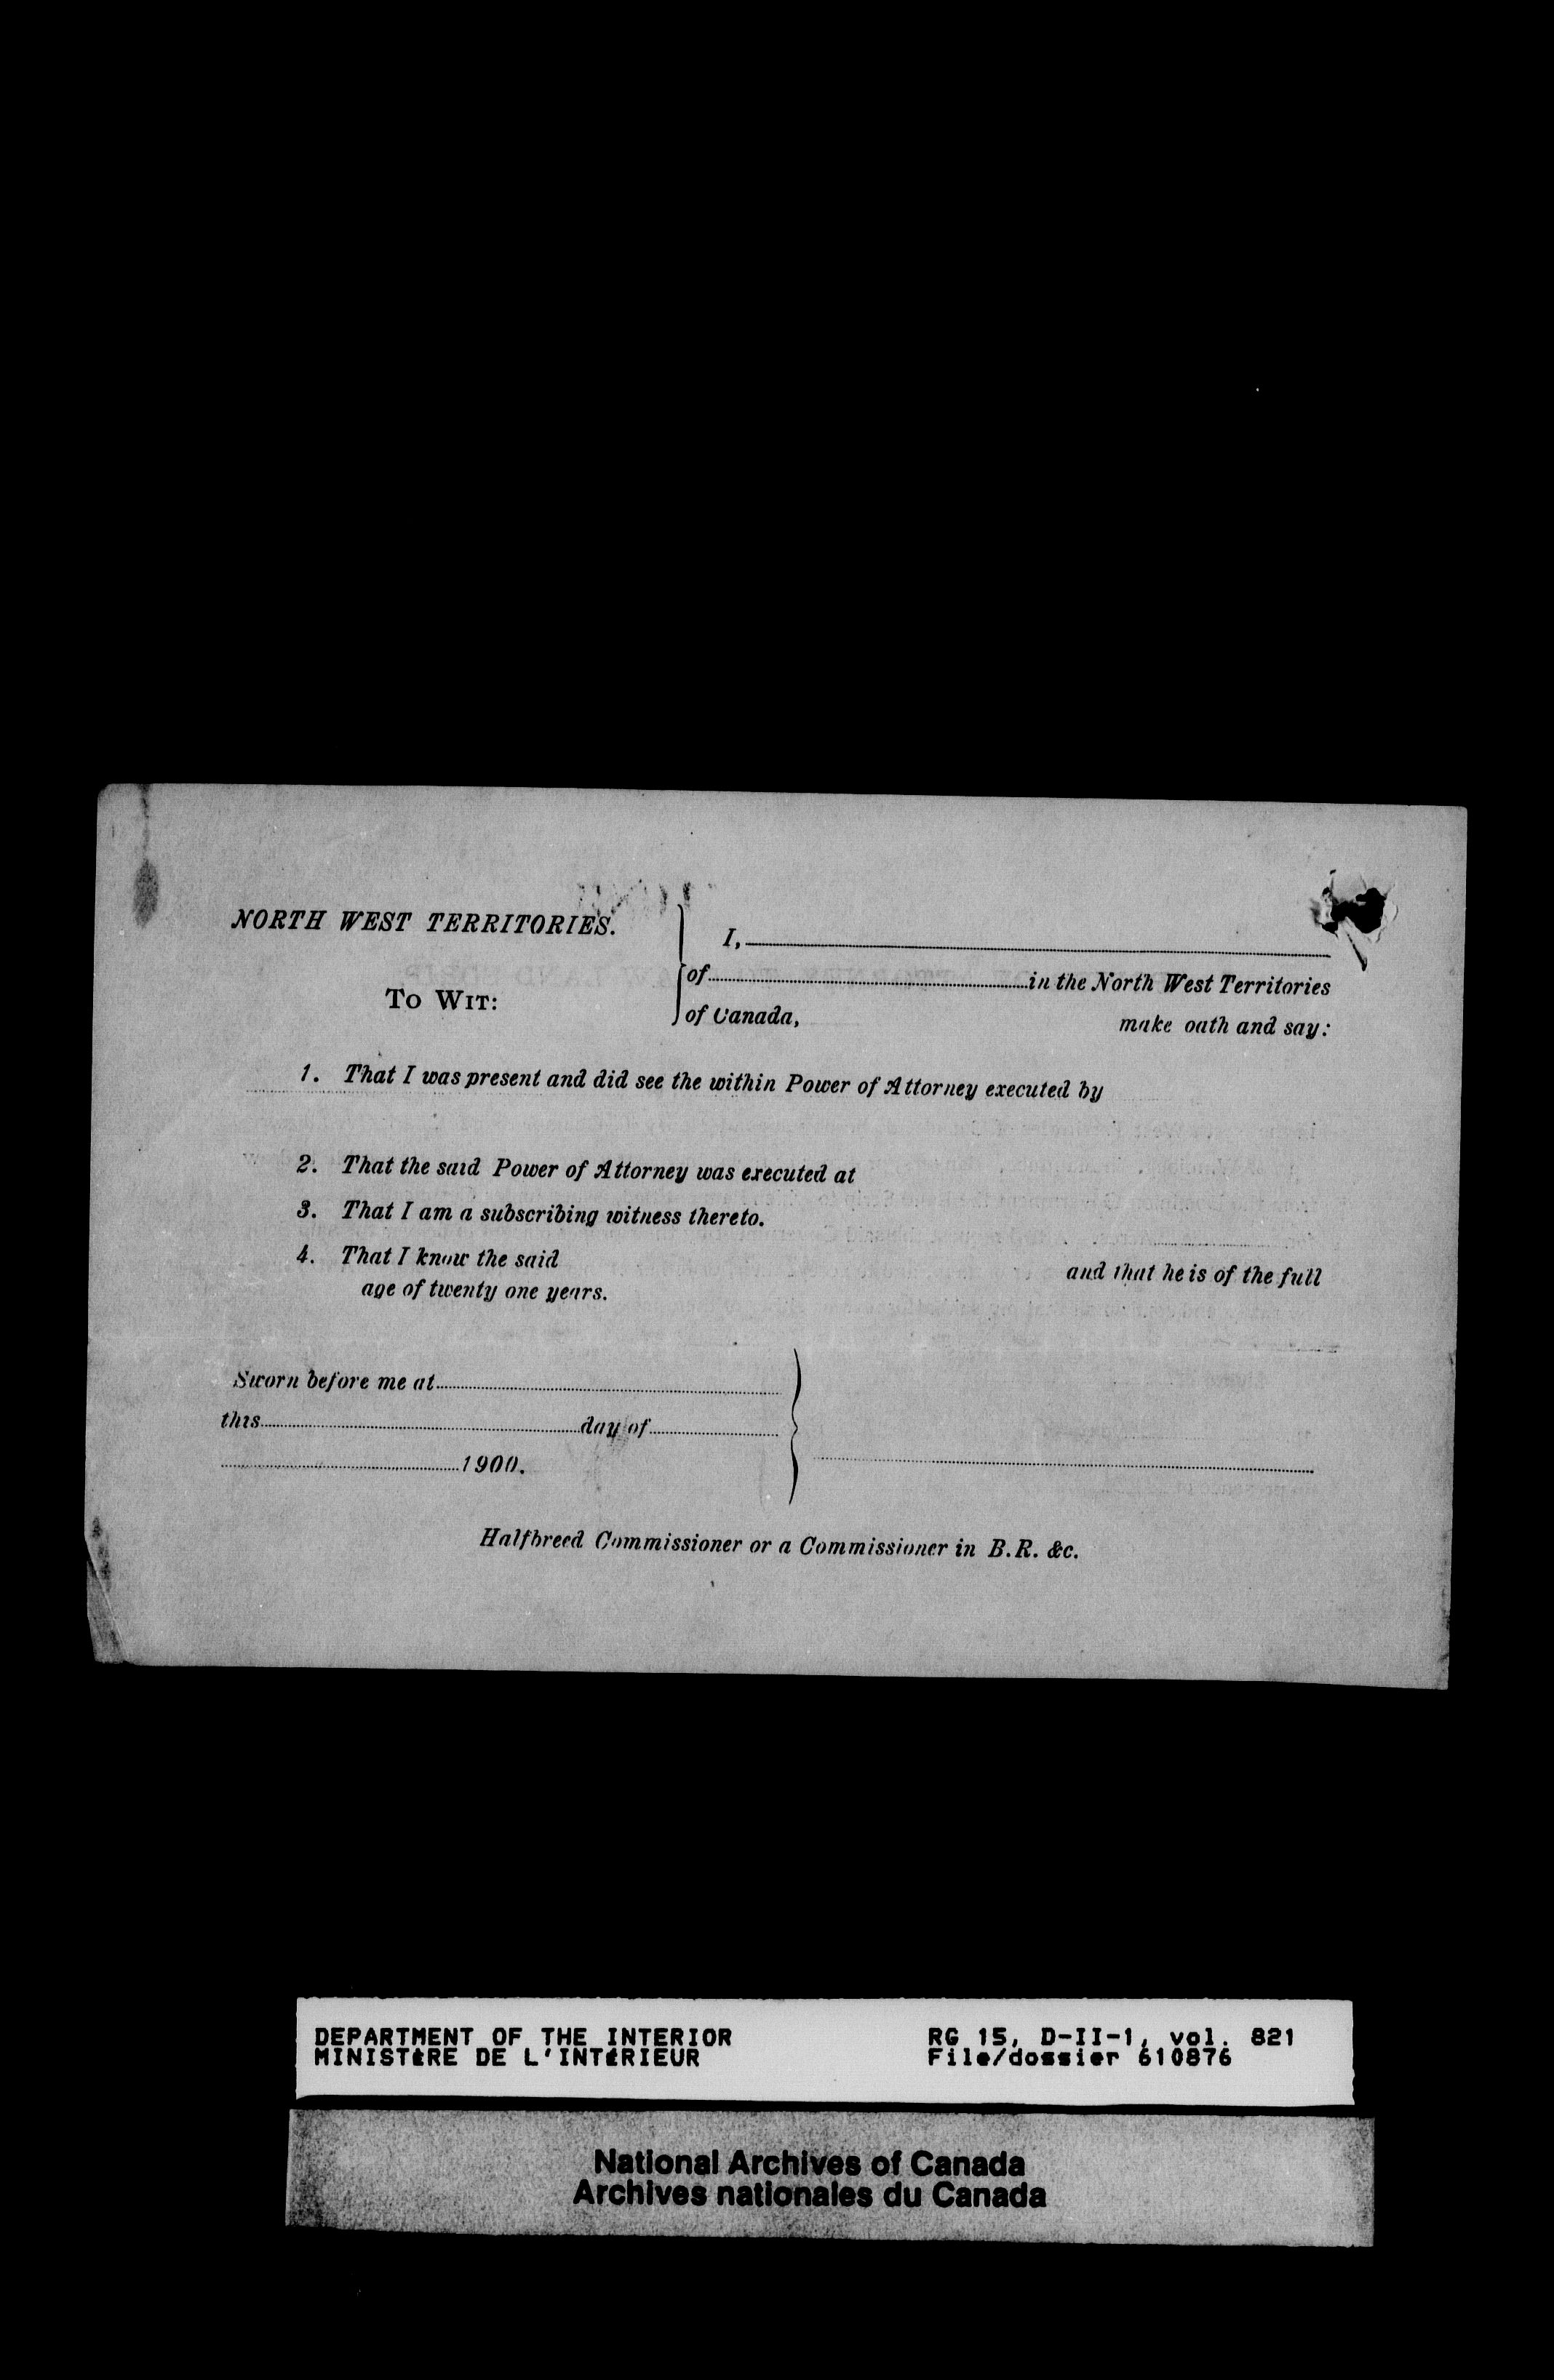 NORTH WEST TERRITORIES.
TO WIT:
I,
of in the North West Territories
of Canada, make oath and say:
1. That I was present and did see the within Power of Attorney executed by
2. That the said Power of Attorney was executed at
3. That I am a subscribing witness thereto.
4. That I know the said and that he is of the full
age of twenty one years.
Sworn before me at
this day of
1900.
Halfbreed Commissioner or a Commissioner in B.R. &c.
DEPARTMENT OF THE INTERIOR RG 15, D-II-1, vol. 821
MINISTÈRE DE L'INTÉRIEUR File/dossier 610876
National Archives of Canada
Archives nationales du Canada